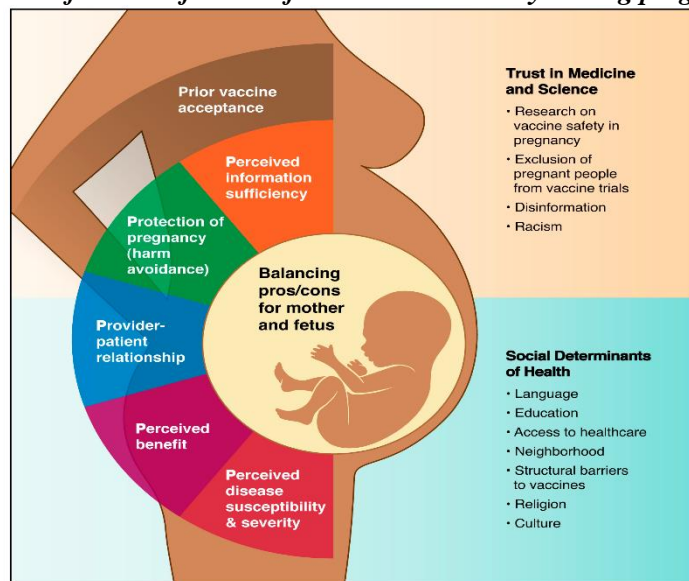 Prior vaccine
acceptance
Perceived
information
sufficiency
Protection of
pregnancy
(harm
avoidance)
Provider-
patient
relationship
Perceived
benefit
Perceived
disease
susceptibility
& severity
Balancing
pros/cons
for mother
and fetus
Trust in Medicine
and Science
· Research on
vaccine safety in
pregnancy
· Exclusion of
pregnant people
from vaccine trials
· Disinformation
· Racism
Social Determinants
of Health
· Language
· Education
· Access to healthcare
· Neighborhood
· Structural barriers
to vaccines
· Religion
· Culture